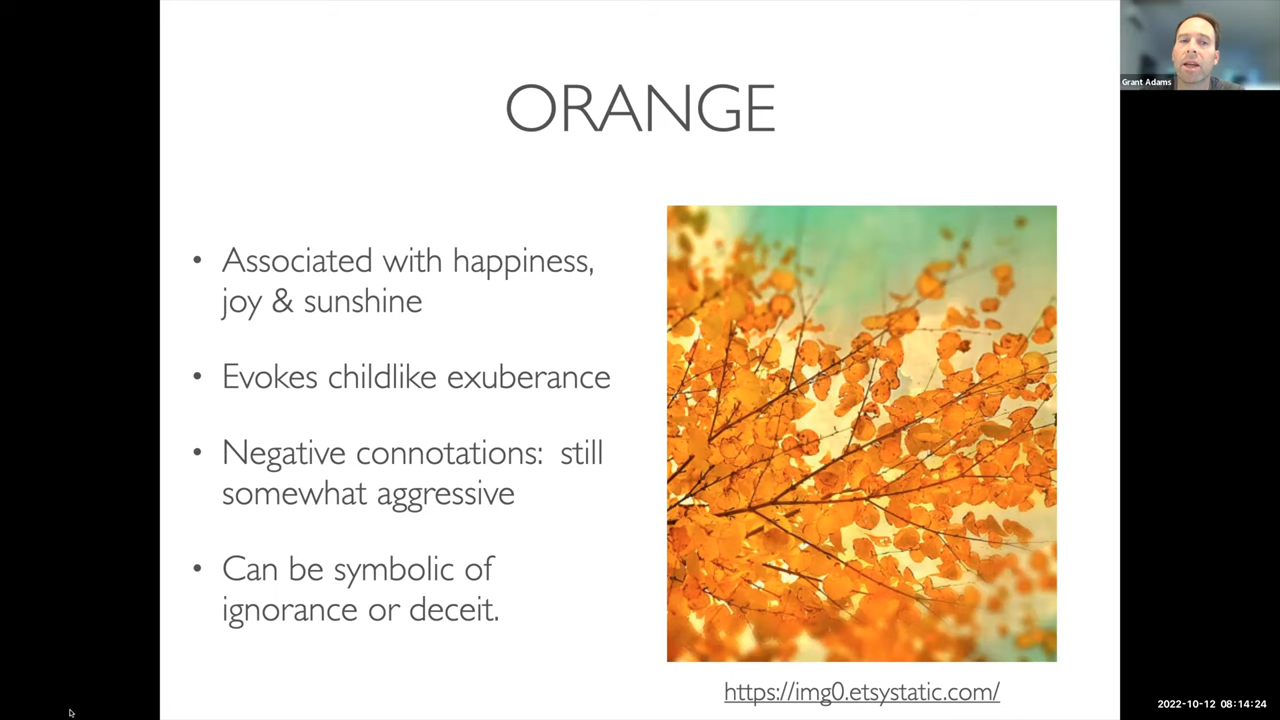 ORANGE
• Associated with happiness,
joy & sunshine
• Evokes childlike exuberance
• Negative connotations:  still
somewhat aggressive
• Can be symbolic of
ignorance or deceit.
https://img0.etsystatic.com/
Grant Adams
2022-10-12 08:14:24